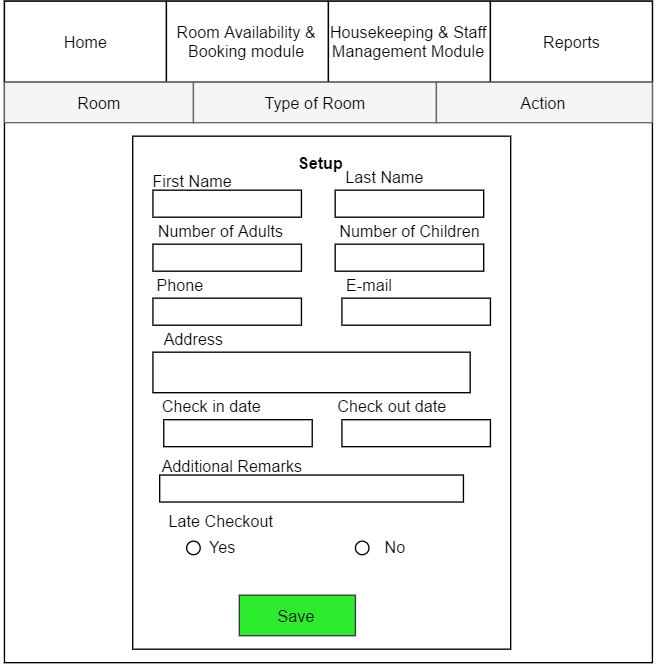 Home
Room Availability &
Booking module
Housekeeping & Staff
Management Module
Reports
Room
Type of Room
Action
Setup
First Name
Last Name
Number of Adults
Number of Children
Phone
E-mail
Address
Check in date
Check out date
Additional Remarks
Late Checkout
Yes
No
Save